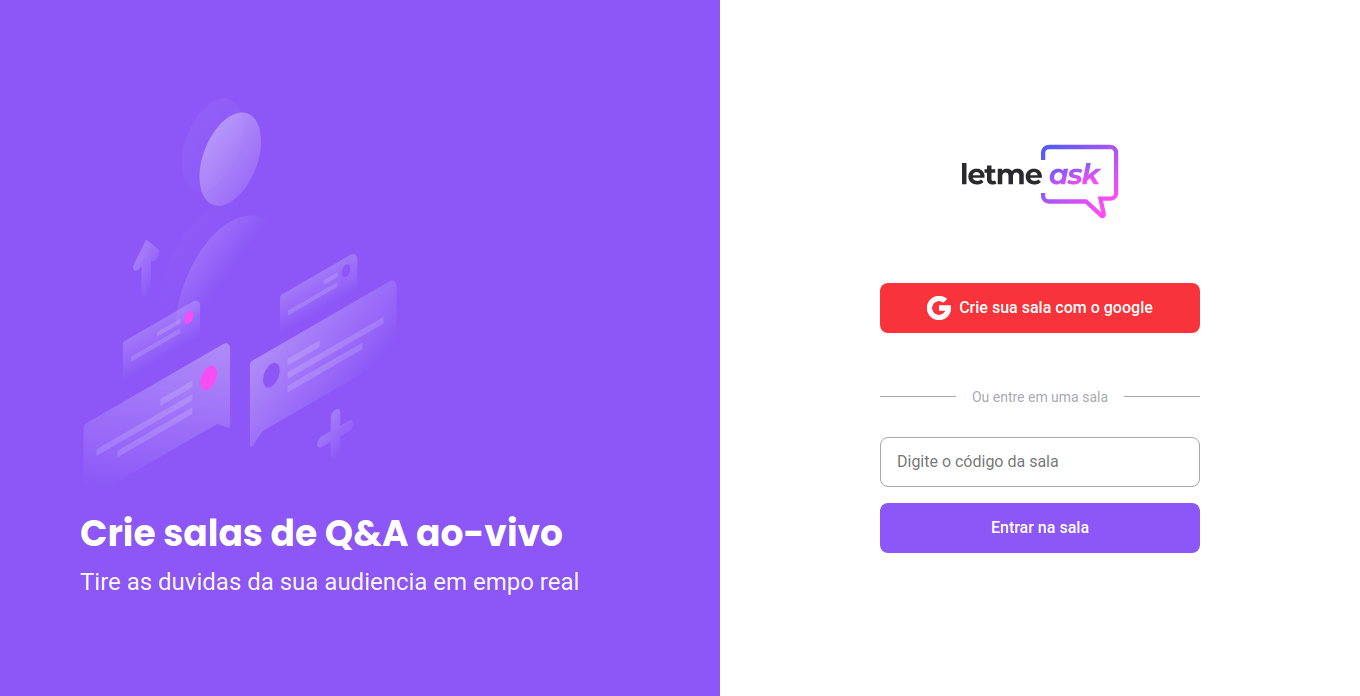 Crie salas de Q&A ao-vivo
Tire as duvidas da sua audiencia em empo real
letme ask
Crie sua sala com o google
Ou entre em uma sala
Digite o código da sala
Entrar na sala